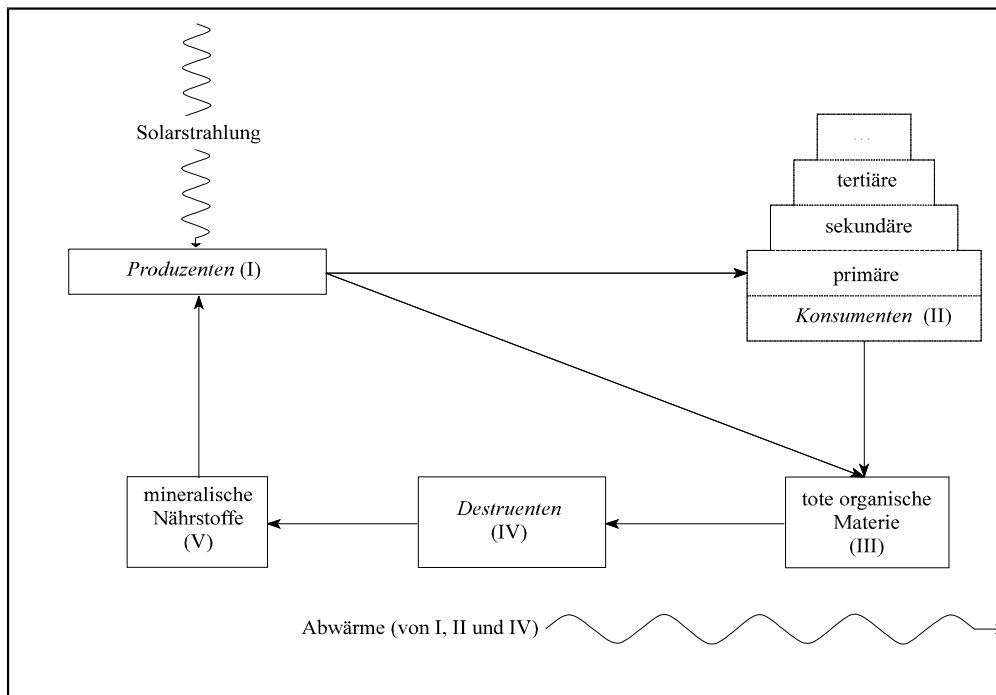 Solarstrahlung
...
tertiäre
sekundäre
Produzenten (I)
primäre
Konsumenten (II)
mineralische
Nährstoffe
(V)
Destruenten
(IV)
tote organische
Materie
(III)
Abwärme (von I, II und IV)